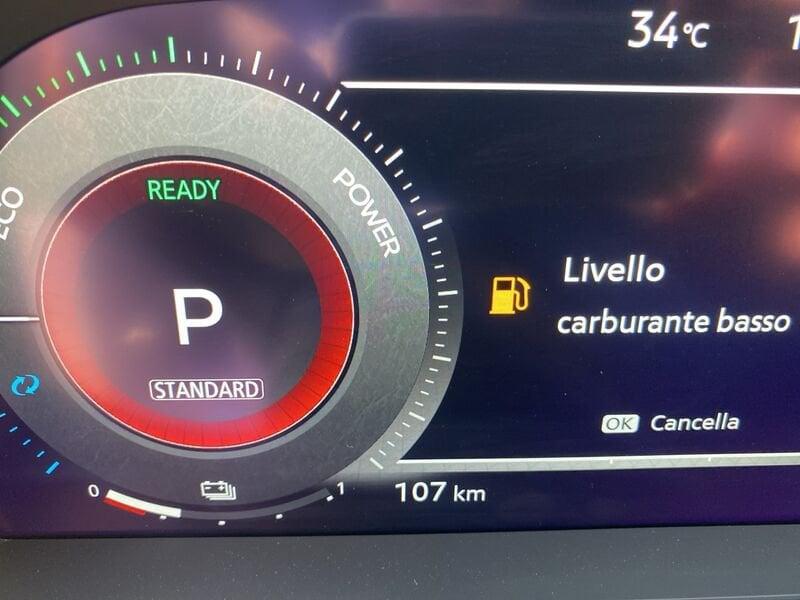 34°C
READY
ECO
POWER
P
STANDARD
Livello
carburante basso
OK Cancella
0
1
107 km